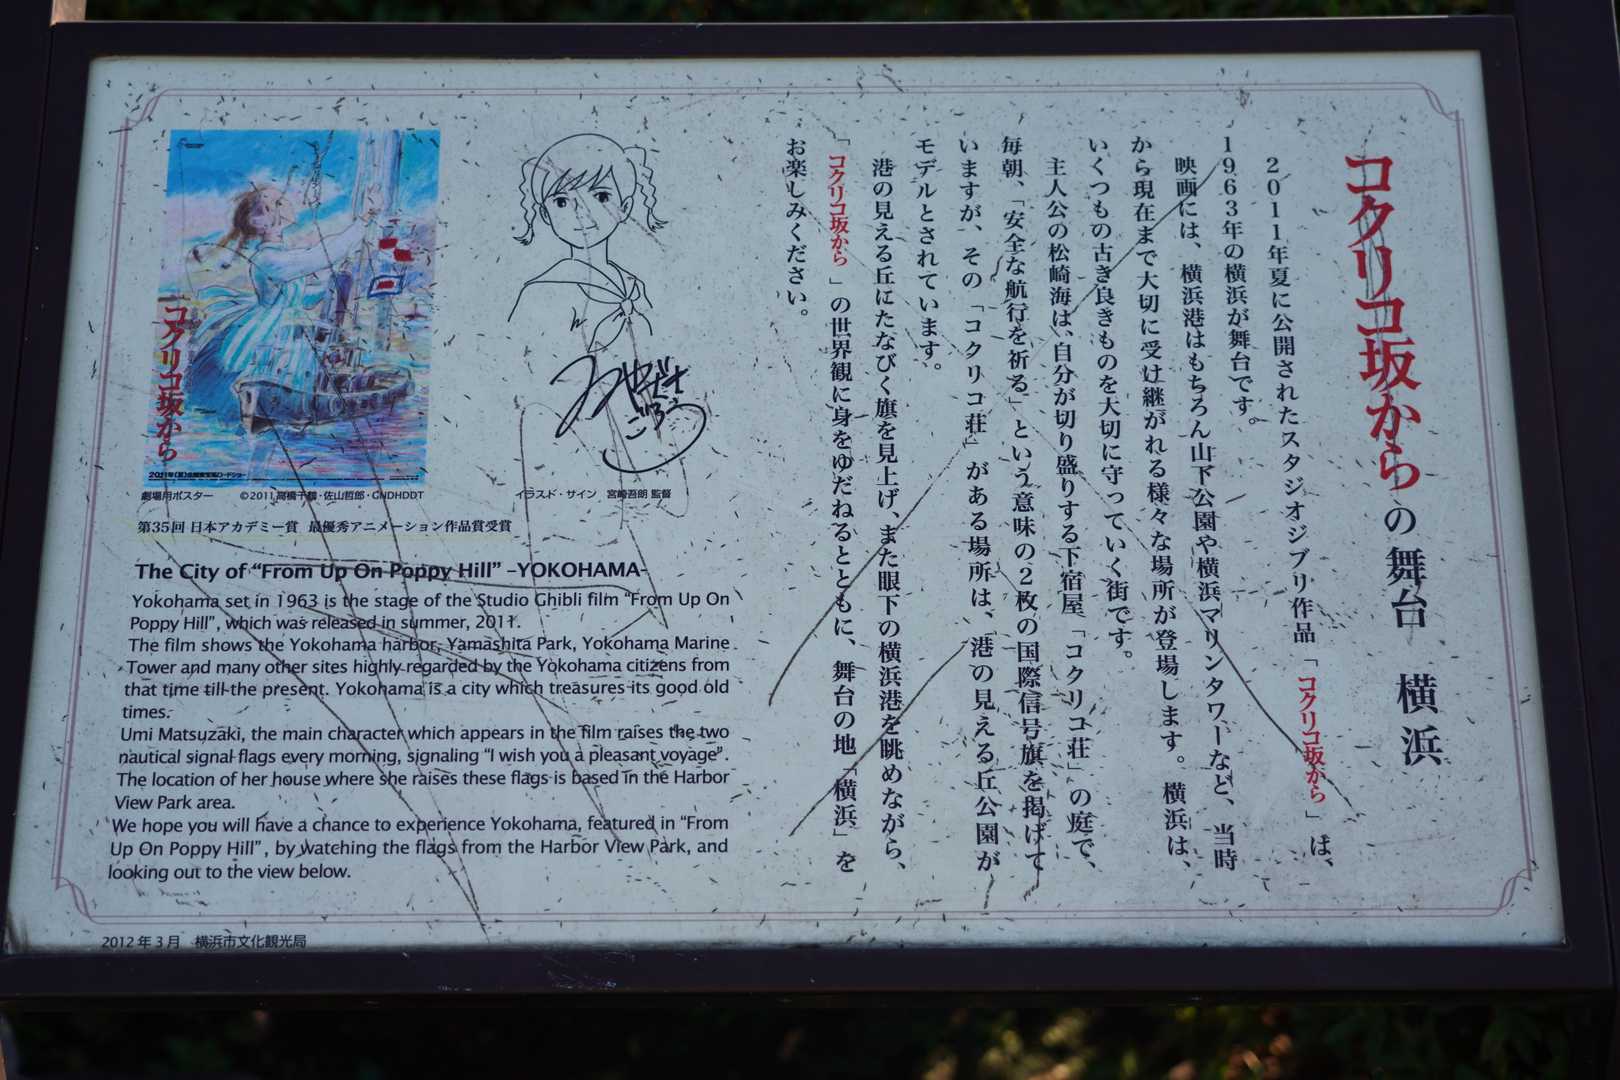 コクリコ坂からの舞台 横浜
２０１１年夏に公開されたスタジオジブリ作品「コクリコ坂から」は、
１９６３年の横浜が舞台です。
映画には、横浜港はもちろん山下公園や横浜マリンタワーなど、当時
から現在まで大切に受け継がれる様々な場所が登場します。横浜は、
いくつもの古き良きものを大切に守っていく街です。
主人公の松崎海は、自分が切り盛りする下宿屋「コクリコ荘」の庭で、
毎朝、「安全な航行を祈る」という意味の２枚の国際信号旗を掲げて
いますが、その「コクリコ荘」がある場所は、港の見える丘公園が
モデルとされています。
港の見える丘にたなびく旗を見上げ、また眼下の横浜港を眺めながら、
「コクリコ坂から」の世界観に身をゆだねるとともに、舞台の地「横浜」を
お楽しみください。
コクリコ坂から
みやざき
ごろう
劇場用ポスター ©2011 高橋千鶴・佐山哲郎・GNDHDDT
イラスト・サイン 宮崎吾朗 監督
第35回 日本アカデミー賞 最優秀アニメーション作品賞受賞
The City of “From Up On Poppy Hill” –YOKOHAMA–
Yokohama set in 1963 is the stage of the Studio Ghibli film “From Up On
Poppy Hill”, which was released in summer, 2011.
The film shows the Yokohama harbor, Yamashita Park, Yokohama Marine
Tower and many other sites highly regarded by the Yokohama citizens from
that time till the present. Yokohama is a city which treasures its good old
times.
Umi Matsuzaki, the main character which appears in the film raises the two
nautical signal flags every morning, signaling “I wish you a pleasant voyage”.
The location of her house where she raises these flags is based in the Harbor
View Park area.
We hope you will have a chance to experience Yokohama, featured in “From
Up On Poppy Hill”, by watching the flags from the Harbor View Park, and
looking out to the view below.
2012年3月 横浜市文化観光局